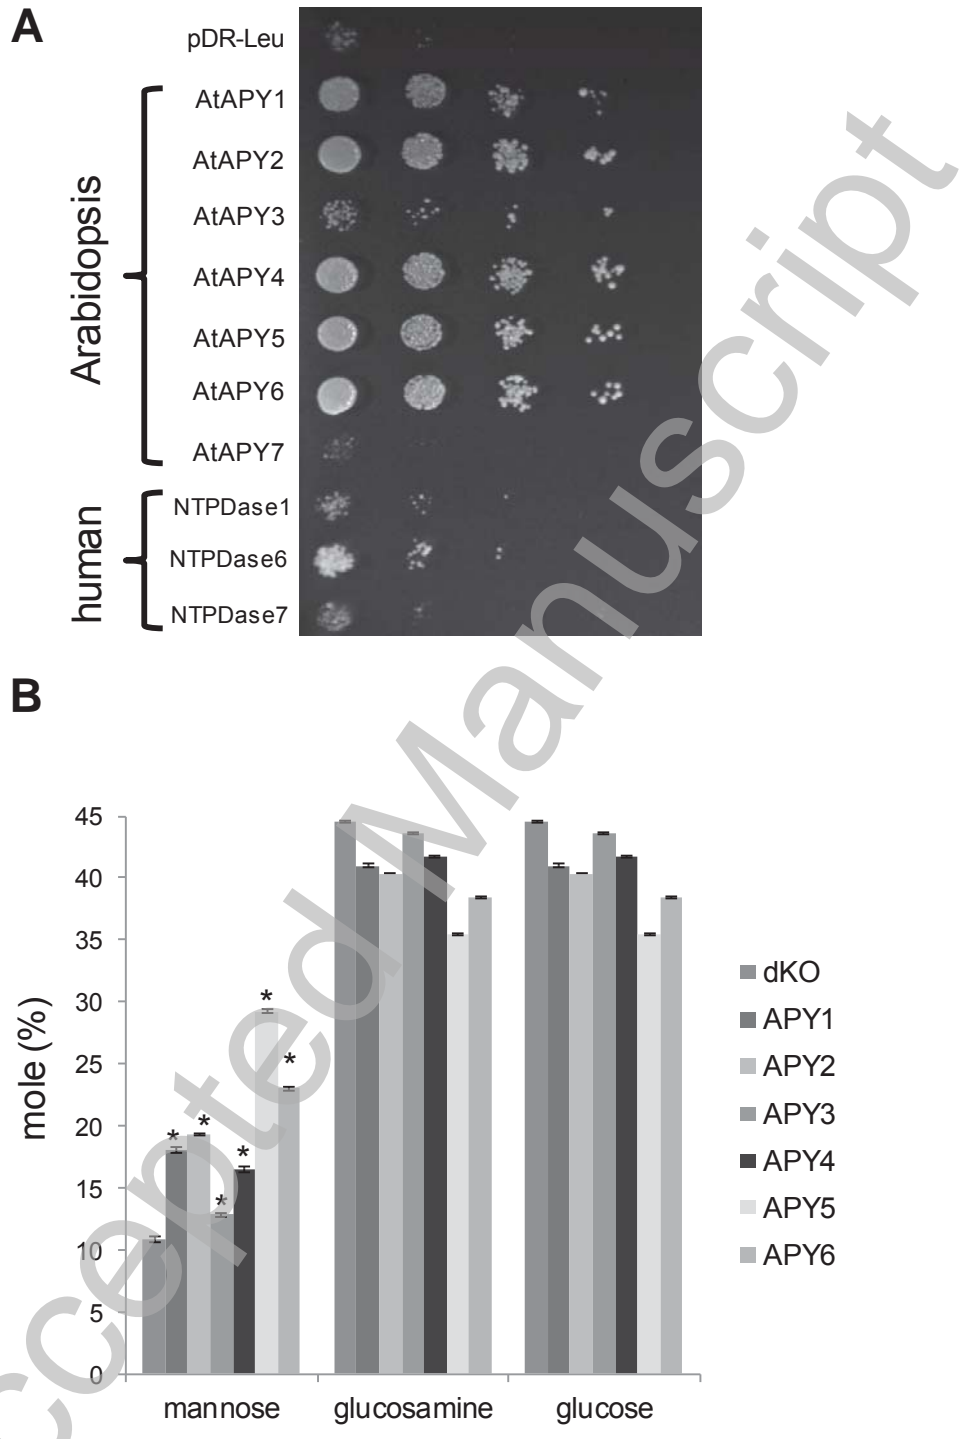 A
pDR-Leu
AtAPY1
AtAPY2
AtAPY3
AtAPY4
AtAPY5
AtAPY6
AtAPY7
Arabidopsis
NTPDase1
NTPDase6
NTPDase7
human
B
45
40
35
30
25
20
15
10
5
0
mole (%)
* * * * * *
mannose glucosamine glucose
dKO
APY1
APY2
APY3
APY4
APY5
APY6
ccepted Manuscript